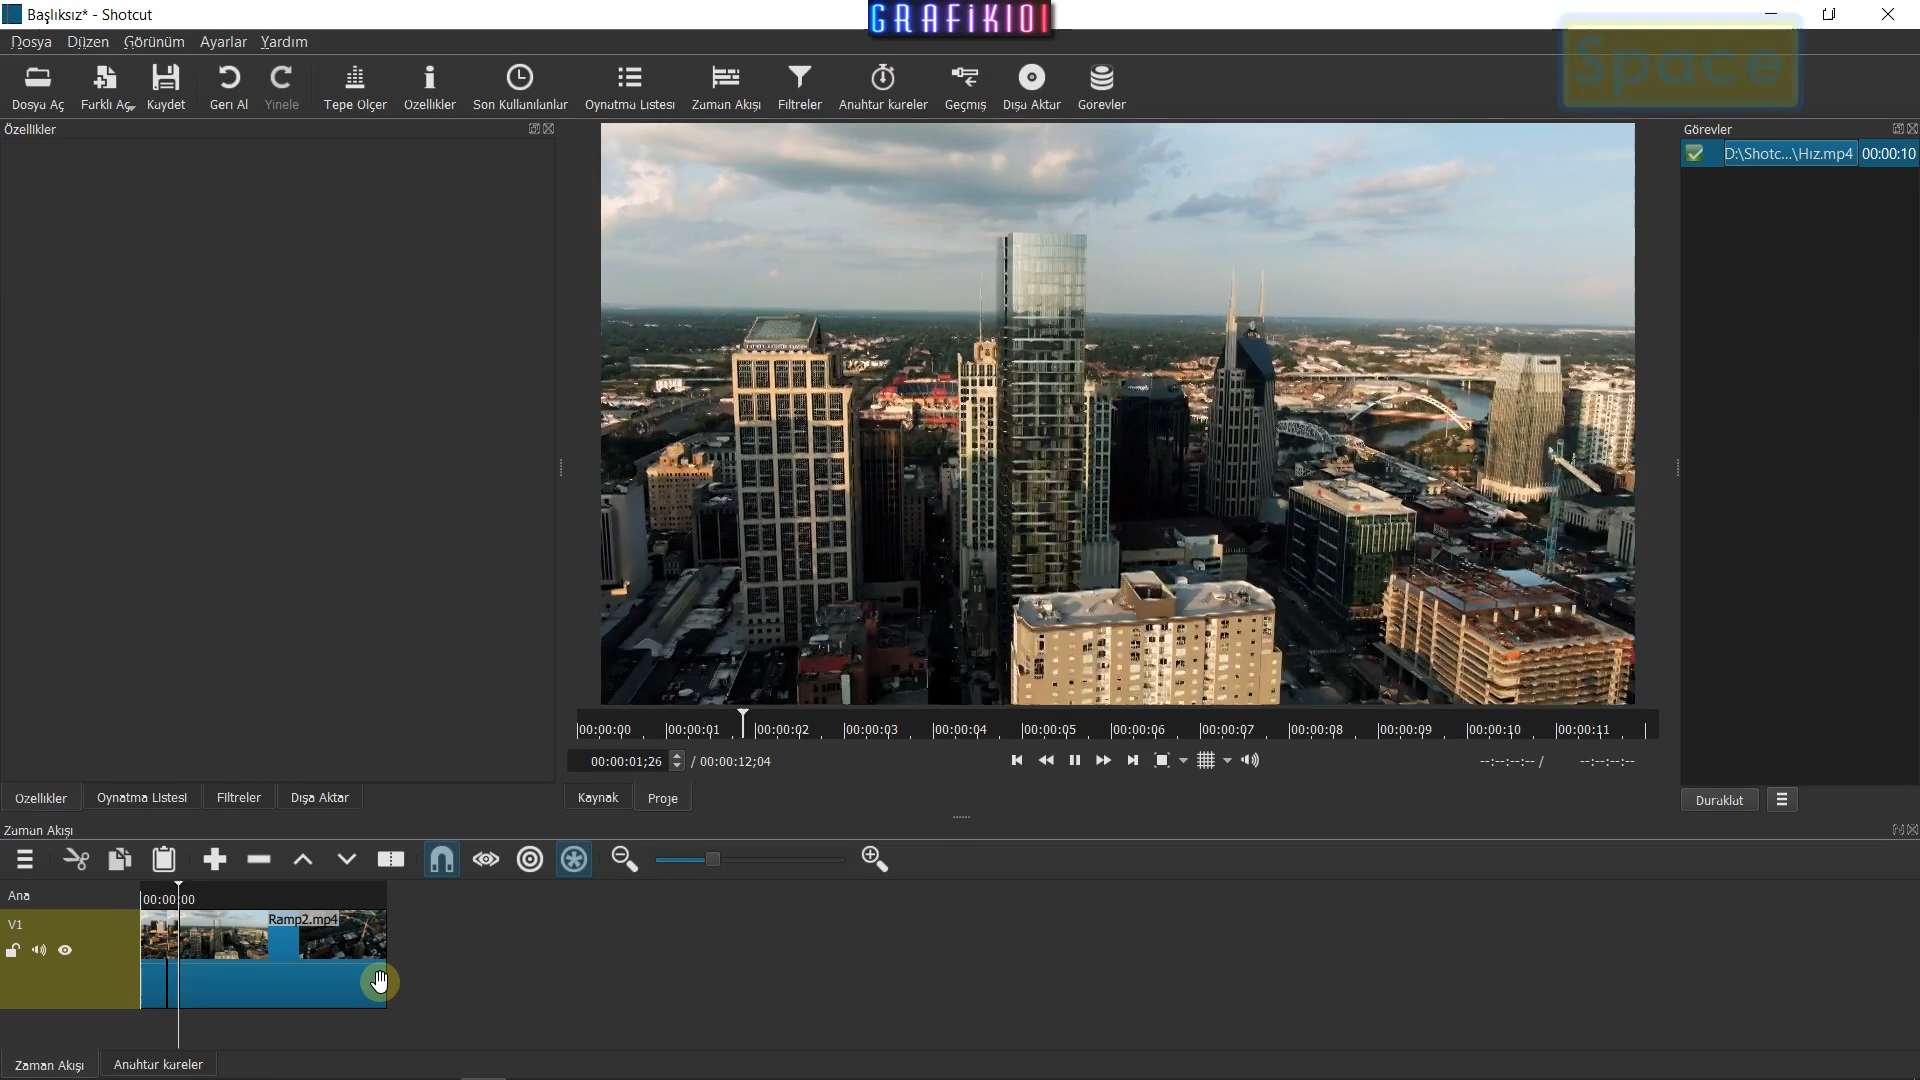 Başlıksız* - Shotcut
GRAFiK101
Space
Dosya Düzen Görünüm Ayarlar Yardım
Dosya Aç Farklı Aç Kaydet Geri Al Yinele Tepe Ölçer Özellikler Son Kullanılanlar Oynatma Listesi Zaman Akışı Filtreler Anahtar kareler Geçmiş Dışa Aktar Görevler
Özellikler
Görevler
D:\Shotc...\Hız.mp4 00:00:10
00:00:00 00:00:01 00:00:02 00:00:03 00:00:04 00:00:05 00:00:06 00:00:07 00:00:08 00:00:09 00:00:10 00:00:11
00:00:01;26 / 00:00:12;04 --:--:--:-- / --:--:--:--
Özellikler Oynatma Listesi Filtreler Dışa Aktar
Kaynak Proje
Duraklat
Zaman Akışı
Ana
00:00:00
V1
Ramp2.mp4
Zaman Akışı Anahtar kareler